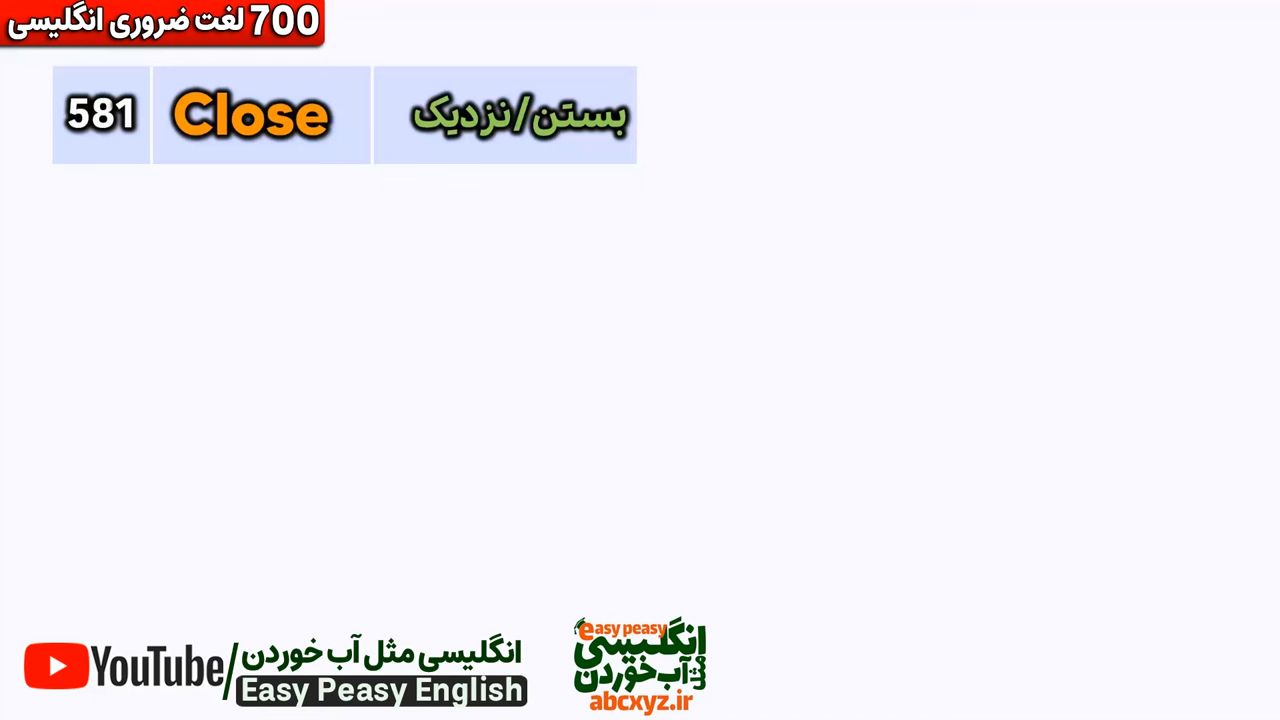 700 لغت ضروری انگلیسی
581 Close بستن/نزدیک
YouTube/انگلیسی مثل آب خوردن
Easy Peasy English
easy peasy
انگلیسی
مثل آب خوردن
abcxyz.ir